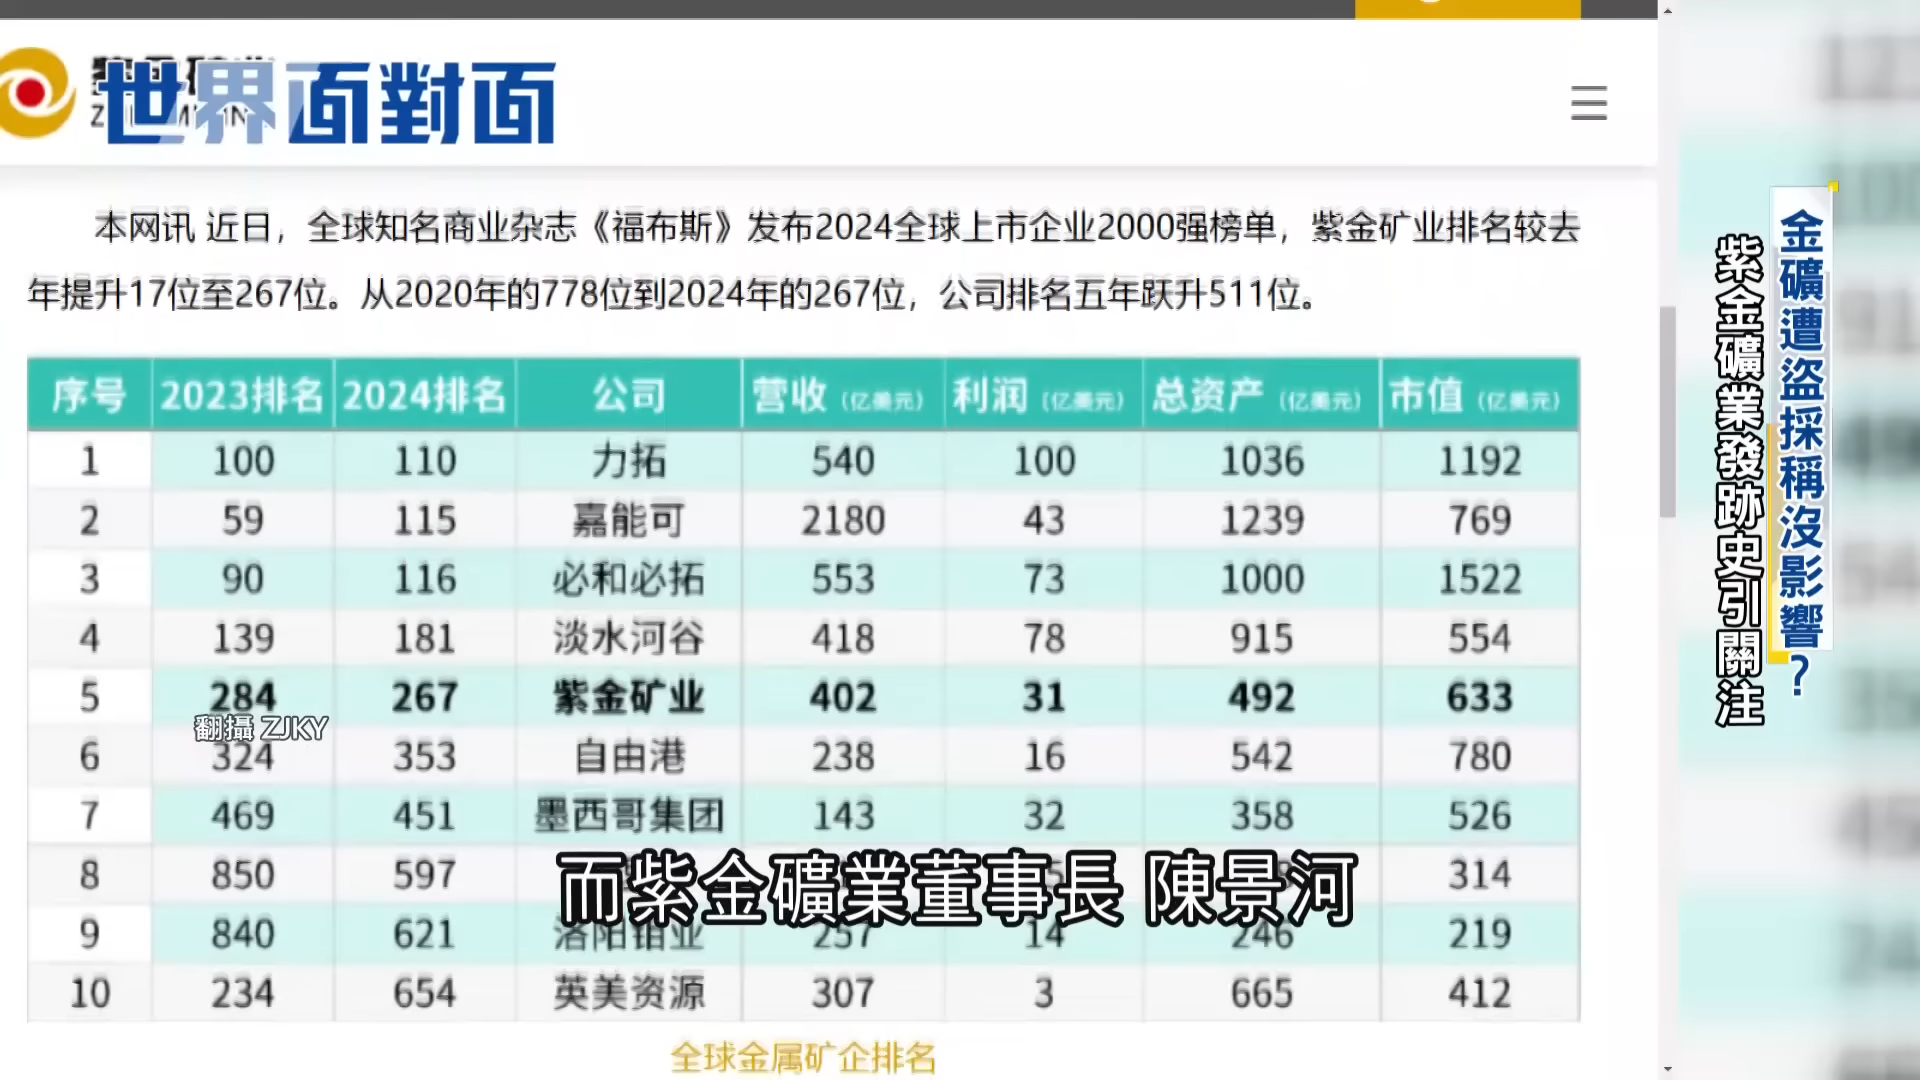 世界面對面
本网讯 近日，全球知名商业杂志《福布斯》发布2024全球上市企业2000强榜单，紫金矿业排名较去
年提升17位至267位。从2020年的778位到2024年的267位，公司排名五年跃升511位。
序号 2023排名 2024排名 公司 营收（亿美元） 利润（亿美元） 总资产（亿美元） 市值（亿美元）
1 100 110 力拓 540 100 1036 1192
2 59 115 嘉能可 2180 43 1239 769
3 90 116 必和必拓 553 73 1000 1522
4 139 181 淡水河谷 418 78 915 554
5 284 267 紫金矿业 402 31 492 633
翻攝 ZJKY
6 324 353 自由港 238 16 542 780
7 469 451 墨西哥集团 143 32 358 526
8 850 597 314
而紫金礦業董事長 陳景河
9 840 621 洛阳钼业 257 14 246 219
10 234 654 英美资源 307 3 665 412
全球金属矿企排名
金礦遭盜採稱沒影響?
紫金礦業發跡史引關注